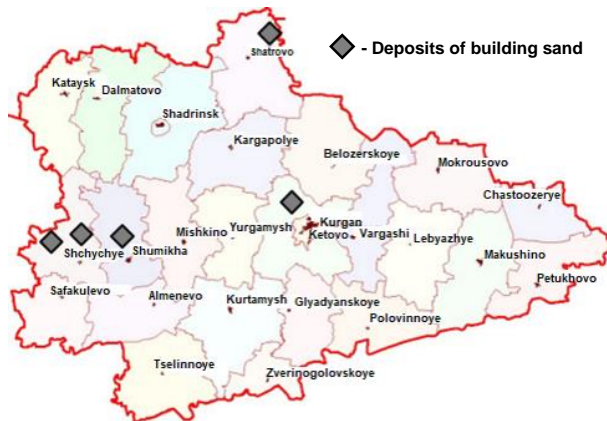 Shatrovo
- Deposits of building sand
Kataysk
Dalmatovo
Shadrinsk
Kargapolye
Belozerskoye
Mokrousovo
Chastoozerye
Shchychye
Shumikha
Mishkino
Yurgamysh
Kurgan
Ketovo
Vargashi
Lebyazhye
Makushino
Petukhovo
Safakulevo
Almenevo
Kurtamysh
Glyadyanskoye
Polovinnoye
Tselinnoye
Zverinogolovskoye